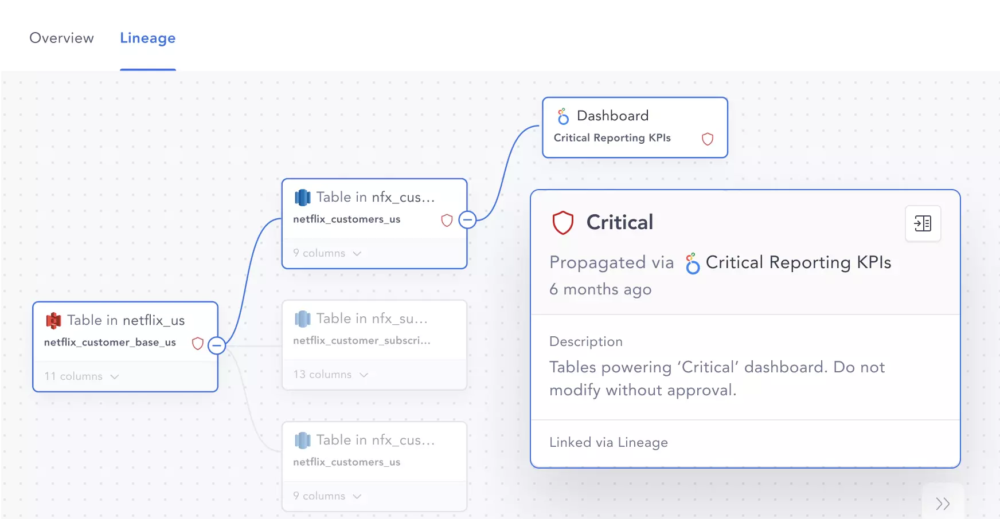 Overview
Lineage
Dashboard
Critical Reporting KPIs
Table in nfx_cus...
netflix_customers_us
9 columns
Critical
Propagated via Critical Reporting KPIs
6 months ago
Table in netflix_us
netflix_customer_base_us
11 columns
Table in nfx_su...
netflix_customer_subscri...
13 columns
Description
Tables powering ‘Critical’ dashboard. Do not
modify without approval.
Table in nfx_cus...
netflix_customers_us
9 columns
Linked via Lineage